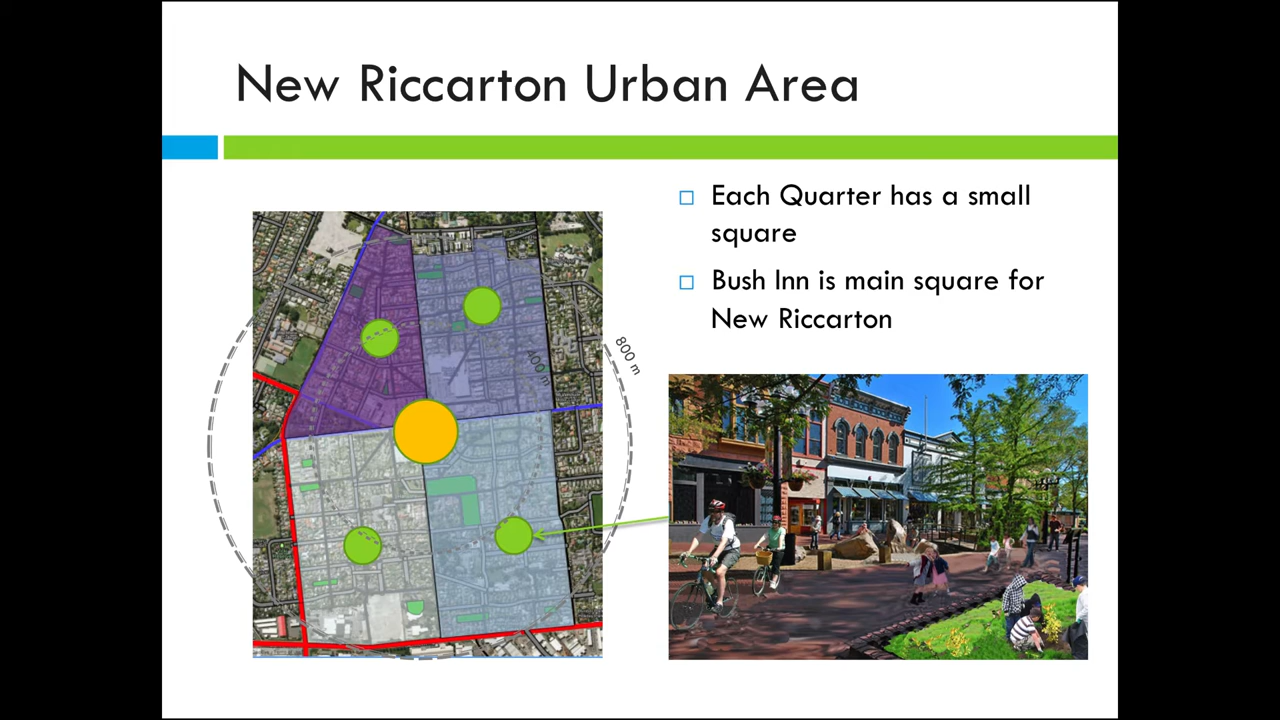 New Riccarton Urban Area
Each Quarter has a small
square
Bush Inn is main square for
New Riccarton
800 m
400 m